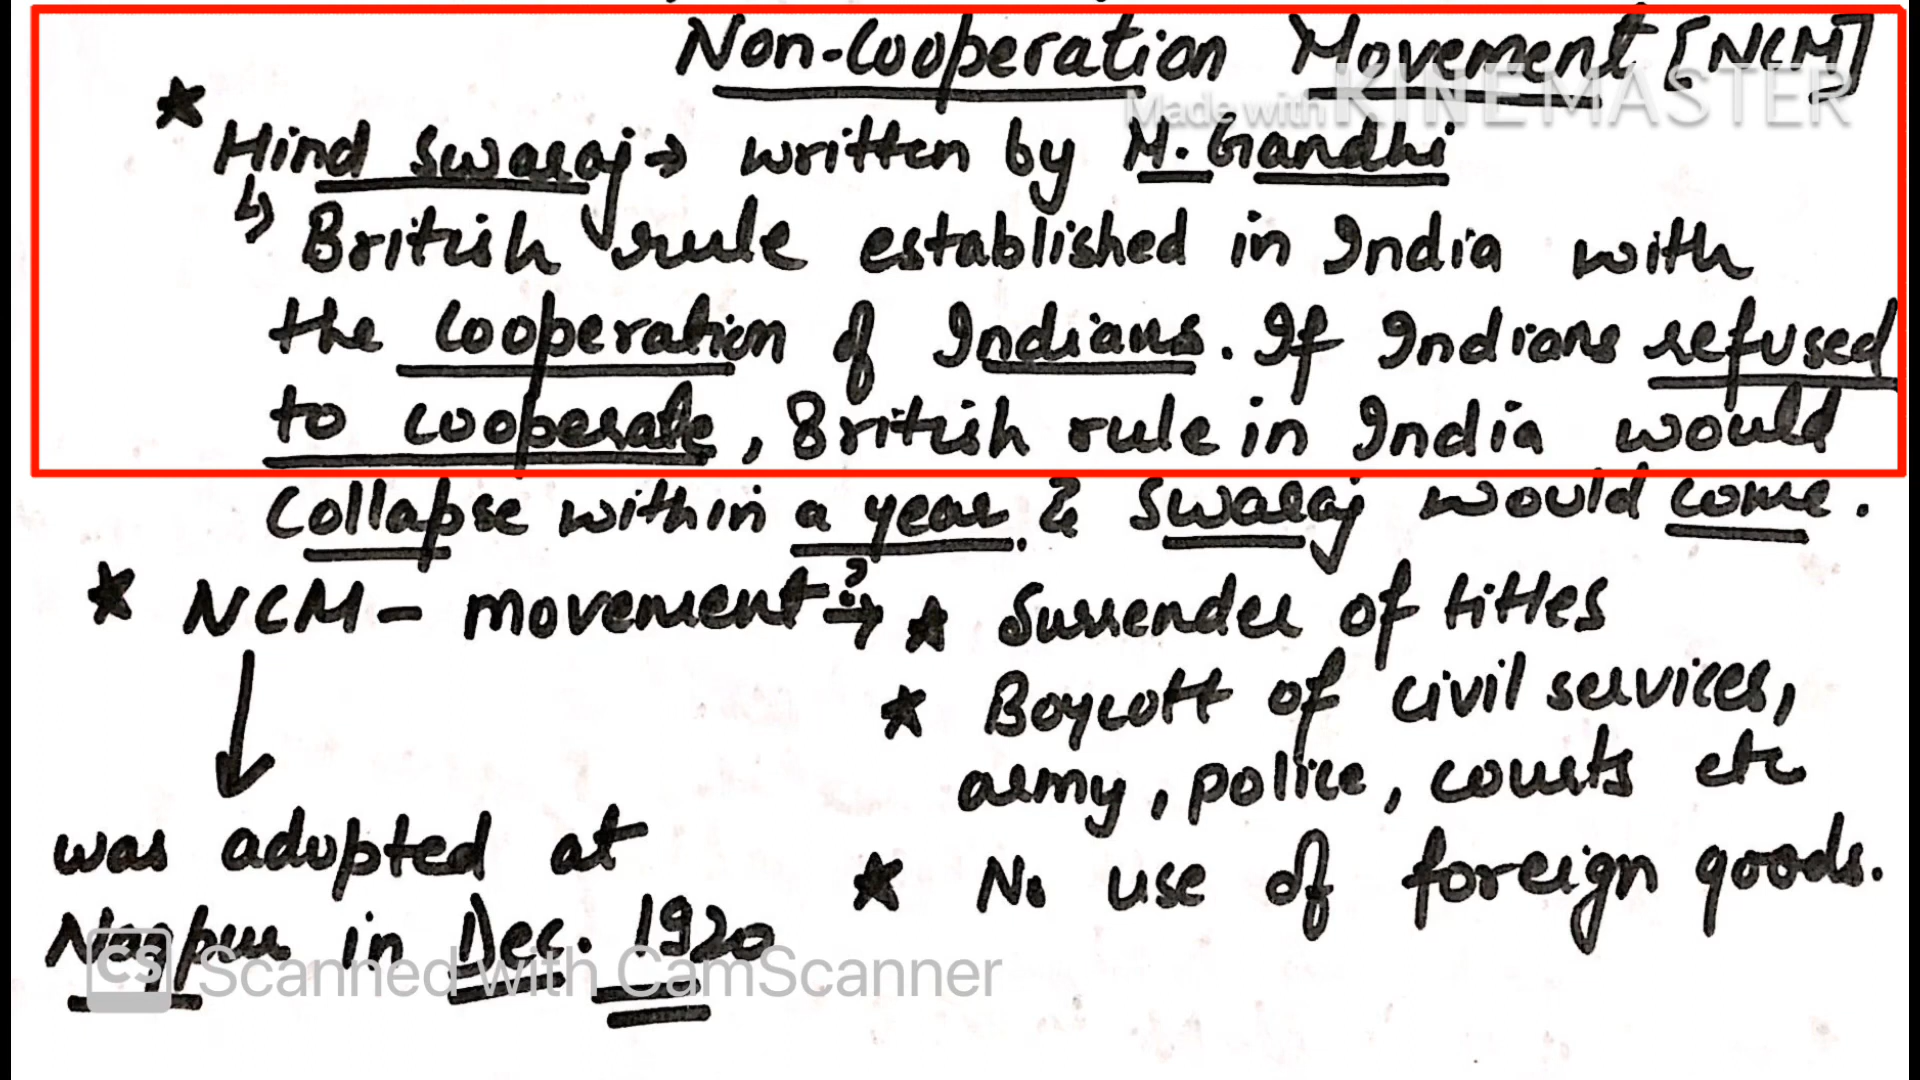 Non-Cooperation Movement [NCM]
Made with KINEMASTER
★ Hind Swaraj → written by M. Gandhi
↳ British rule established in India with
the cooperation of Indians. If Indians refused
to cooperate, British rule in India would
Collapse within a year. & Swaraj would come.
★ NCM – movement? → ★ Surrender of titles
★ Boycott of civil services,
army, police, courts etc
was adopted at
★ No use of foreign goods.
Nagpur in Dec. 1920
CS Scanned with CamScanner